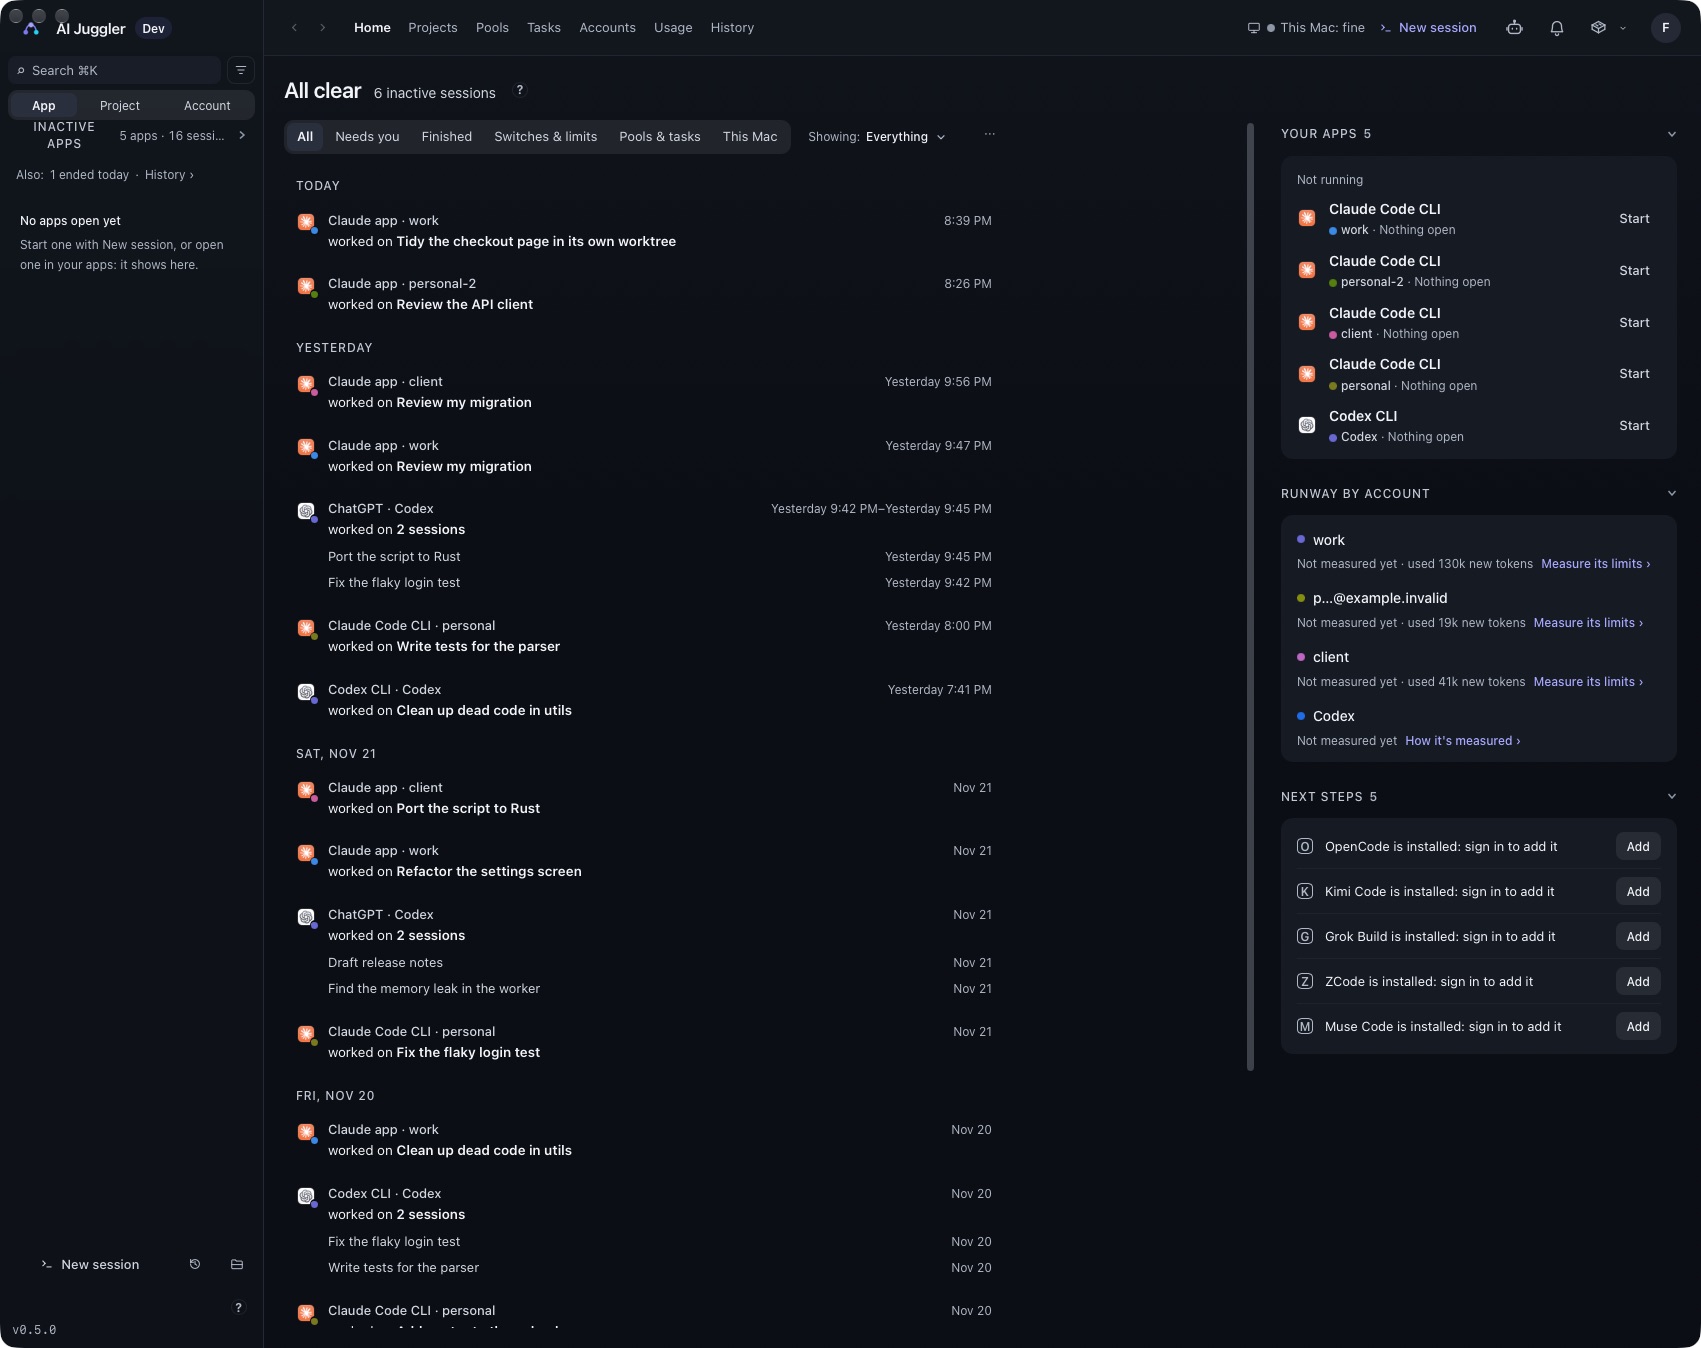 AI Juggler Dev
Search ⌘K
App Project Account
INACTIVE APPS 5 apps · 16 sessi... ›
Also: 1 ended today · History ›
No apps open yet
Start one with New session, or open
one in your apps: it shows here.
New session
?
v0.5.0
‹ › Home Projects Pools Tasks Accounts Usage History
This Mac: fine New session F
All clear 6 inactive sessions ?
All Needs you Finished Switches & limits Pools & tasks This Mac Showing: Everything ...
TODAY
Claude app · work 8:39 PM
worked on Tidy the checkout page in its own worktree
Claude app · personal-2 8:26 PM
worked on Review the API client
YESTERDAY
Claude app · client Yesterday 9:56 PM
worked on Review my migration
Claude app · work Yesterday 9:47 PM
worked on Review my migration
ChatGPT · Codex Yesterday 9:42 PM–Yesterday 9:45 PM
worked on 2 sessions
Port the script to Rust Yesterday 9:45 PM
Fix the flaky login test Yesterday 9:42 PM
Claude Code CLI · personal Yesterday 8:00 PM
worked on Write tests for the parser
Codex CLI · Codex Yesterday 7:41 PM
worked on Clean up dead code in utils
SAT, NOV 21
Claude app · client Nov 21
worked on Port the script to Rust
Claude app · work Nov 21
worked on Refactor the settings screen
ChatGPT · Codex Nov 21
worked on 2 sessions
Draft release notes Nov 21
Find the memory leak in the worker Nov 21
Claude Code CLI · personal Nov 21
worked on Fix the flaky login test
FRI, NOV 20
Claude app · work Nov 20
worked on Clean up dead code in utils
Codex CLI · Codex Nov 20
worked on 2 sessions
Fix the flaky login test Nov 20
Write tests for the parser Nov 20
Claude Code CLI · personal Nov 20
YOUR APPS 5
Not running
Claude Code CLI
work · Nothing open Start
Claude Code CLI
personal-2 · Nothing open Start
Claude Code CLI
client · Nothing open Start
Claude Code CLI
personal · Nothing open Start
Codex CLI
Codex · Nothing open Start
RUNWAY BY ACCOUNT
work
Not measured yet · used 130k new tokens Measure its limits ›
p...@example.invalid
Not measured yet · used 19k new tokens Measure its limits ›
client
Not measured yet · used 41k new tokens Measure its limits ›
Codex
Not measured yet How it's measured ›
NEXT STEPS 5
O OpenCode is installed: sign in to add it Add
K Kimi Code is installed: sign in to add it Add
G Grok Build is installed: sign in to add it Add
Z ZCode is installed: sign in to add it Add
M Muse Code is installed: sign in to add it Add